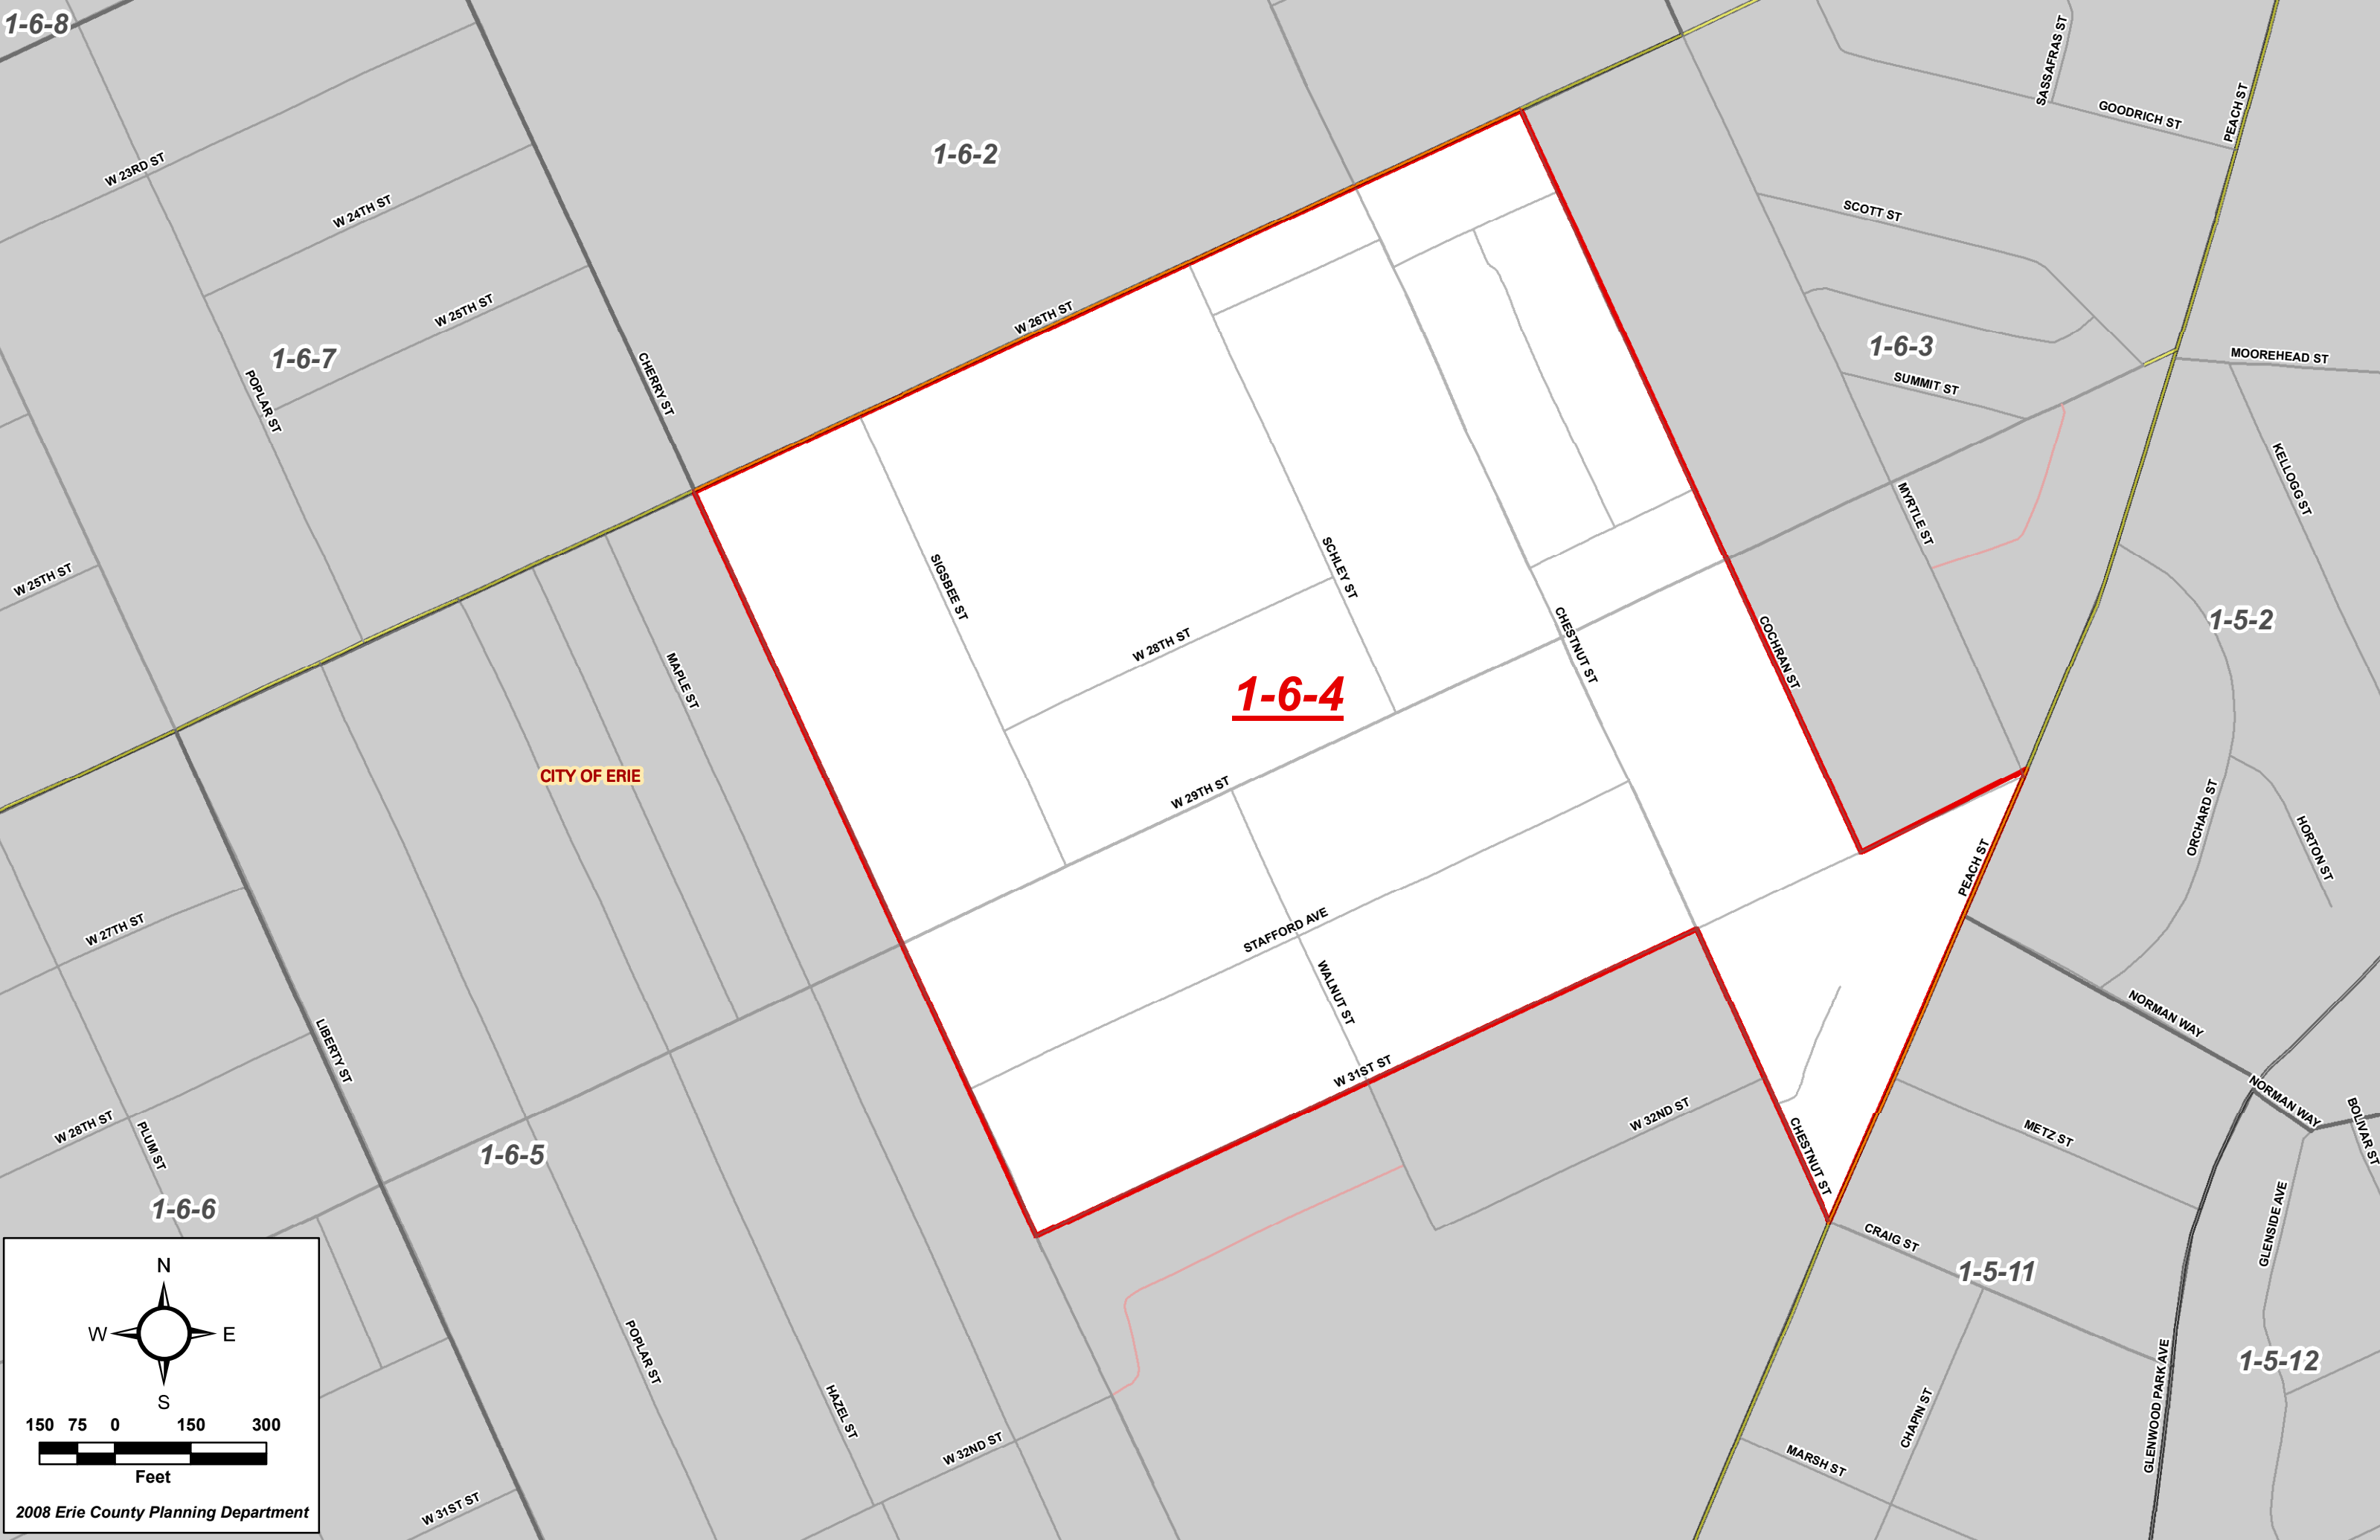 1-6-8
SASSAFRAS ST
GOODRICH ST
PEACH ST
1-6-2
W 23RD ST
W 24TH ST
SCOTT ST
W 25TH ST
W 26TH ST
1-6-7
1-6-3
MOOREHEAD ST
CHERRY ST
POPLAR ST
SUMMIT ST
KELLOGG ST
MYRTLE ST
W 25TH ST
SIGSBEE ST
SCHLEY ST
1-5-2
CHESTNUT ST
COCHRAN ST
W 28TH ST
MAPLE ST
1-6-4
CITY OF ERIE
W 29TH ST
ORCHARD ST
HORTON ST
PEACH ST
W 27TH ST
STAFFORD AVE
WALNUT ST
NORMAN WAY
LIBERTY ST
W 31ST ST
NORMAN WAY
W 28TH ST
PLUM ST
W 32ND ST
METZ ST
BOLIVAR ST
CHESTNUT ST
1-6-5
1-6-6
GLENSIDE AVE
CRAIG ST
1-5-11
N
W E
S
POPLAR ST
HAZEL ST
1-5-12
GLENWOOD PARK AVE
CHAPIN ST
W 32ND ST
MARSH ST
150 75 0 150 300
Feet
2008 Erie County Planning Department
W 31ST ST